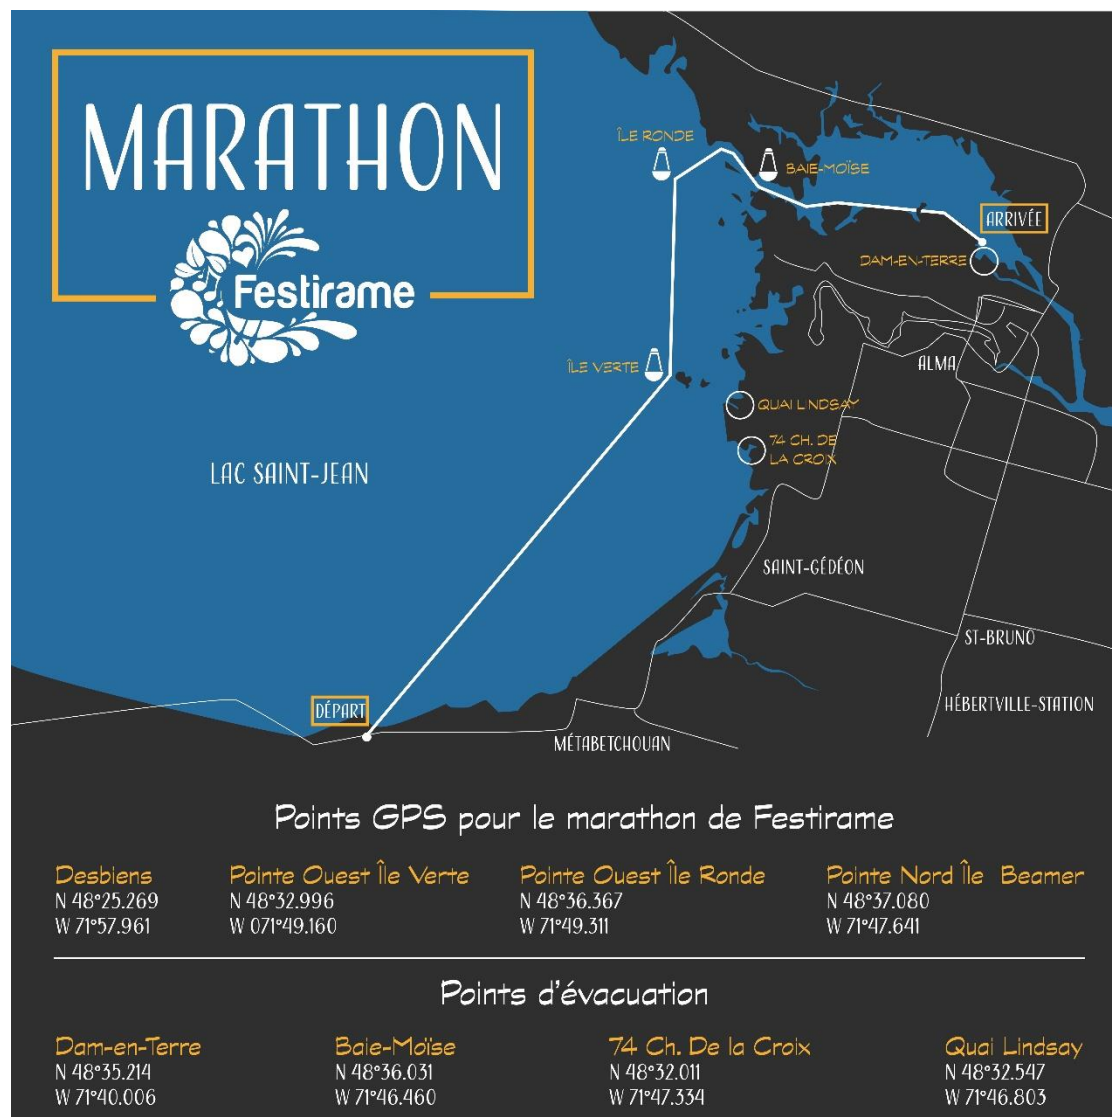 MARATHON
Festirame
ÎLE RONDE
BAIE-MOÏSE
ARRIVÉE
DAM-EN-TERRE
ÎLE VERTE
ALMA
QUAI LINDSAY
74 CH. DE
LA CROIX
LAC SAINT-JEAN
SAINT-GÉDÉON
ST-BRUNO
HÉBERTVILLE-STATION
DÉPART
MÉTABETCHOUAN
Points GPS pour le marathon de Festirame
Desbiens
N 48°25.269
W 71°57.961
Pointe Ouest Île Verte
N 48°32.996
W 071°49.160
Pointe Ouest Île Ronde
N 48°36.367
W 71°49.311
Pointe Nord Île Beamer
N 48°37.080
W 71°47.641
Points d'évacuation
Dam-en-Terre
N 48°35.214
W 71°40.006
Baie-Moïse
N 48°36.031
W 71°46.460
74 Ch. De la Croix
N 48°32.011
W 71°47.334
Quai Lindsay
N 48°32.547
W 71°46.803